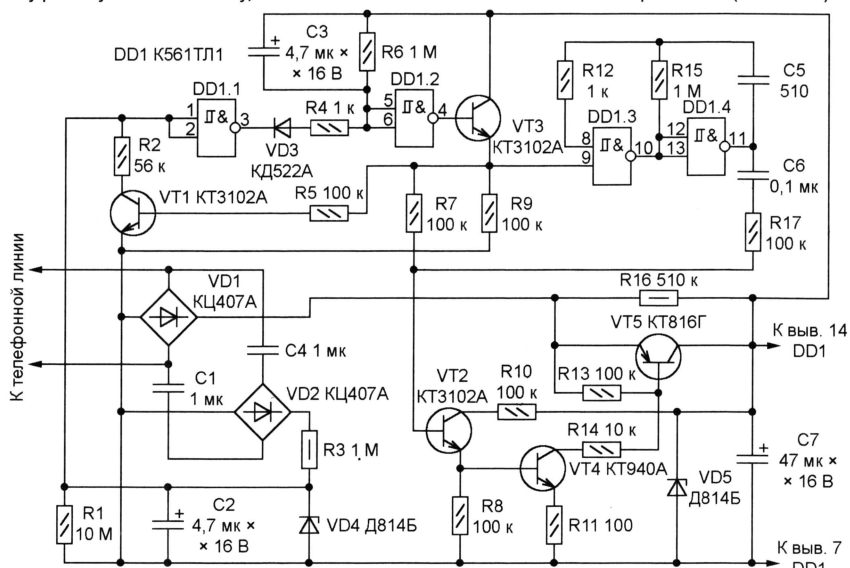 C3
4,7 мк ×
× 16 В
R6 1 М
DD1 К561ТЛ1
DD1.1
DD1.2
R12
1 к
R15
1 М
C5
510
1
2
3
&
R4 1 к
5
6
4
&
VT3
КТ3102А
DD1.3
DD1.4
8
9
10
&
12
13
11
&
VD3
КД522А
R2
56 к
VT1 КТ3102А
R5 100 к
R7
100 к
R9
100 к
C6
0,1 мк
R17
100 к
К телефонной линии
VD1
КЦ407А
C4 1 мк
C1
1 мк
VD2 КЦ407А
R3 1 М
R16 510 к
VT5 КТ816Г
К выв. 14
DD1
VT2
КТ3102А
R10
100 к
R13 100 к
R14 10 к
VT4 КТ940А
VD5
Д814Б
C7
47 мк ×
× 16 В
R1
10 М
C2
4,7 мк ×
× 16 В
VD4 Д814Б
R8
100 к
R11 100
К выв. 7
DD1